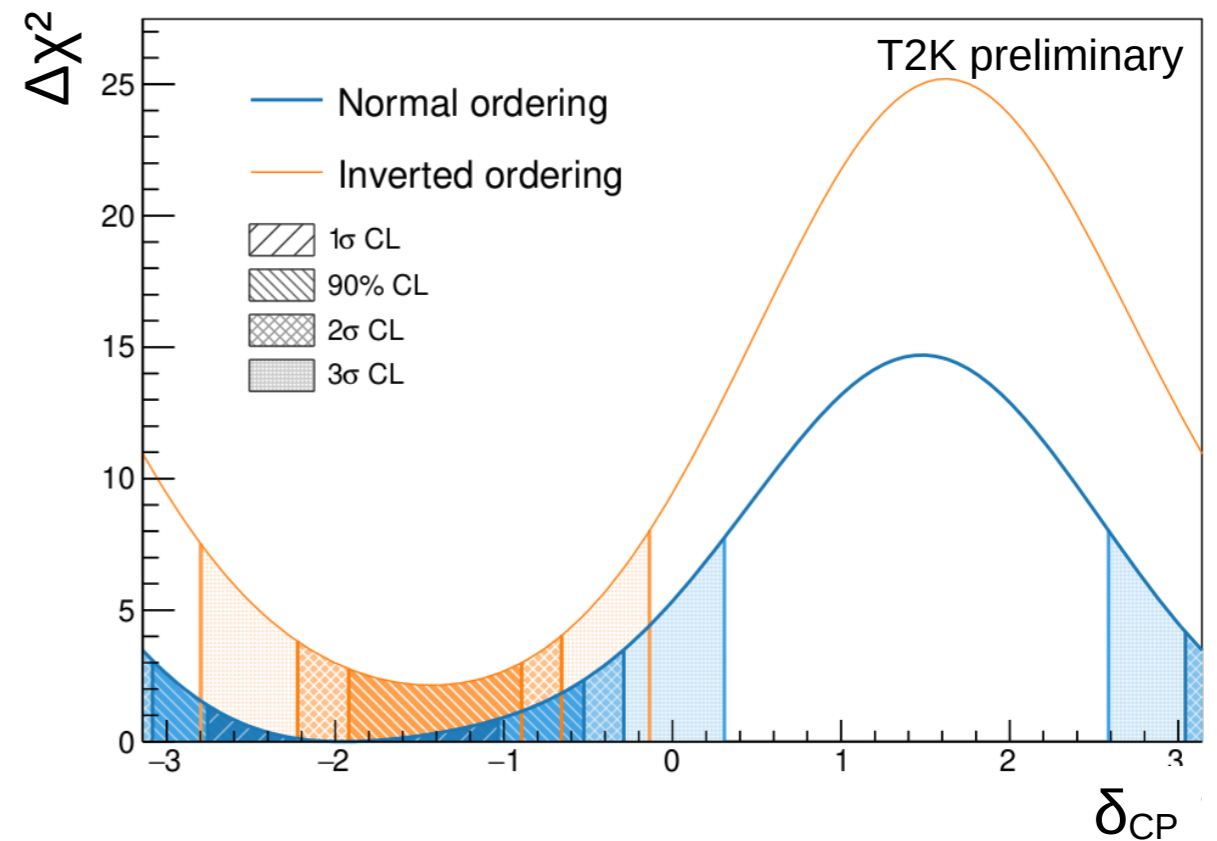 Δχ²
T2K preliminary
Normal ordering
Inverted ordering
1σ CL
90% CL
2σ CL
3σ CL
25
20
15
10
5
0
−3
−2
−1
0
1
2
3
δCP